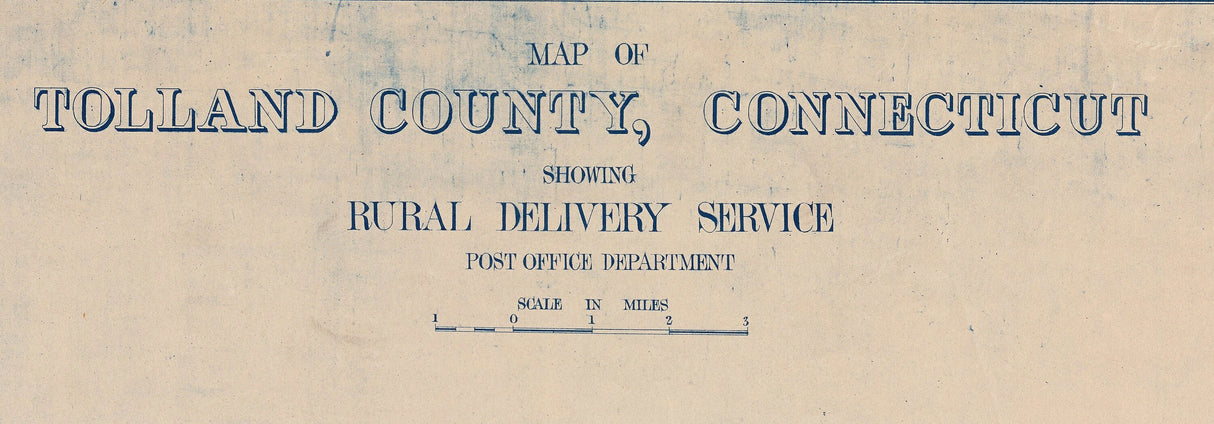 MAP OF
TOLLAND COUNTY, CONNECTICUT
SHOWING
RURAL DELIVERY SERVICE
POST OFFICE DEPARTMENT
SCALE IN MILES
1 0 1 2 3